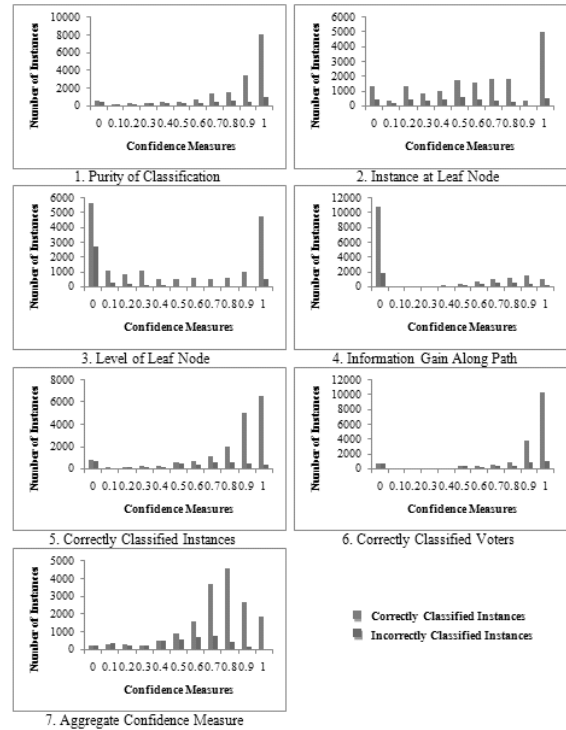 10000
8000
6000
4000
2000
0
Number of Instances
0 0.10.20.30.40.50.60.70.80.9 1
Confidence Measures
1. Purity of Classification
6000
5000
4000
3000
2000
1000
0
Number of Instances
0 0.10.20.30.40.50.60.70.80.9 1
Confidence Measures
2. Instance at Leaf Node
6000
5000
4000
3000
2000
1000
0
Number of Instances
0 0.10.20.30.40.50.60.70.80.9 1
Confidence Measures
3. Level of Leaf Node
12000
10000
8000
6000
4000
2000
0
Number of Instances
0 0.10.20.30.40.50.60.70.80.9 1
Confidence Measures
4. Information Gain Along Path
8000
6000
4000
2000
0
Number of Instances
0 0.10.20.30.40.50.60.70.80.9 1
Confidence Measures
5. Correctly Classified Instances
12000
10000
8000
6000
4000
2000
0
Number of Instances
0 0.10.20.30.40.50.60.70.80.9 1
Confidence Measures
6. Correctly Classified Voters
5000
4000
3000
2000
1000
0
Number of Instances
0 0.10.20.30.40.50.60.70.80.9 1
Confidence Measures
7. Aggregate Confidence Measure
Correctly Classified Instances
Incorrectly Classified Instances